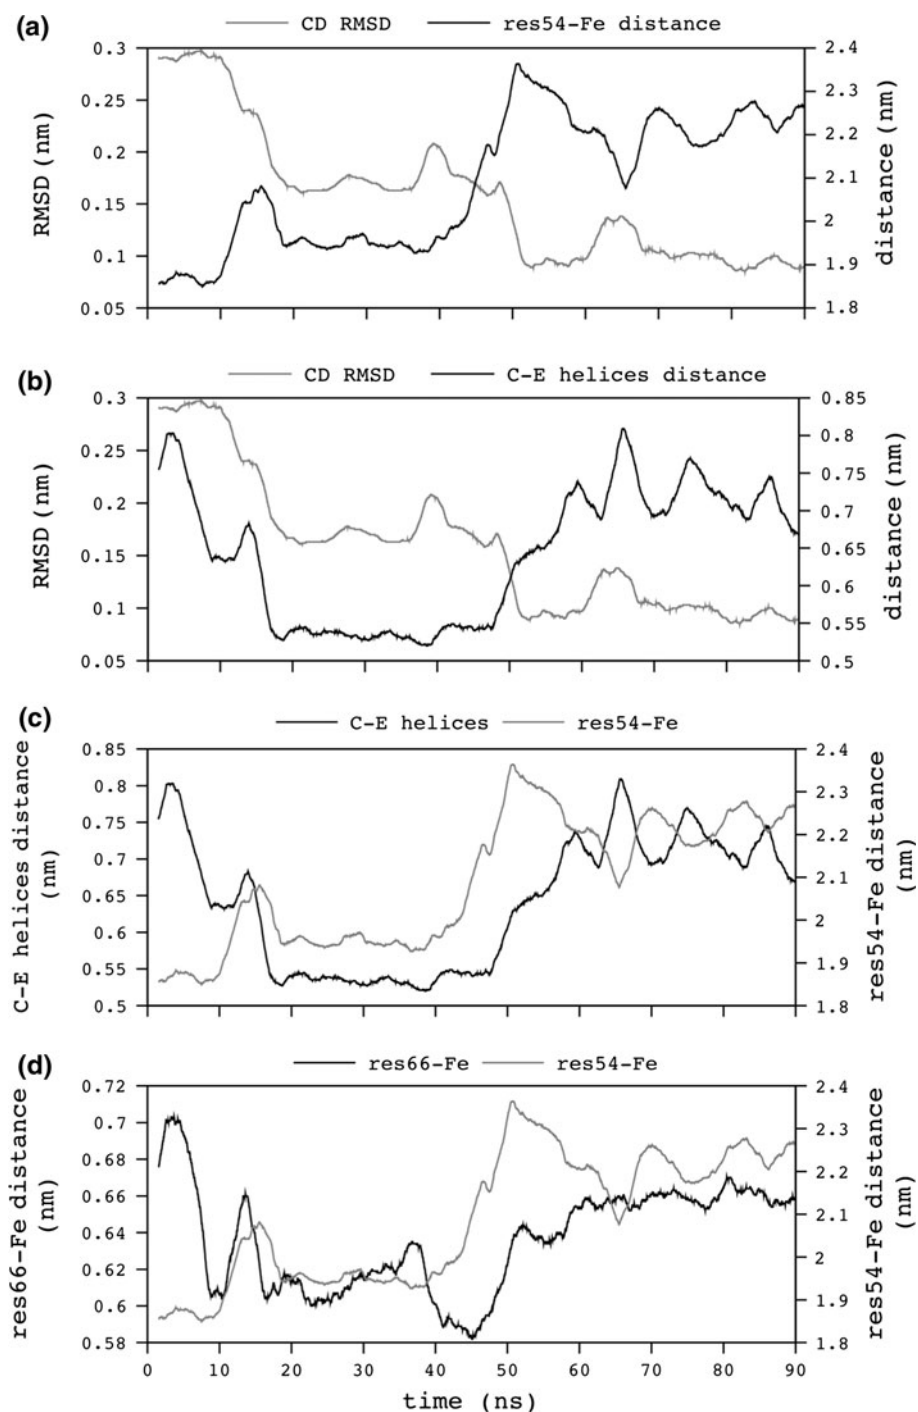 (a)
CD RMSD
res54-Fe distance
RMSD (nm)
0.3
0.25
0.2
0.15
0.1
0.05
2.4
2.3
2.2
2.1
2
1.9
1.8
distance (nm)
(b)
CD RMSD
C-E helices distance
RMSD (nm)
0.3
0.25
0.2
0.15
0.1
0.05
0.85
0.8
0.75
0.7
0.65
0.6
0.55
0.5
distance (nm)
(c)
C-E helices
res54-Fe
C-E helices distance
(nm)
0.85
0.8
0.75
0.7
0.65
0.6
0.55
0.5
2.4
2.3
2.2
2.1
2
1.9
1.8
res54-Fe distance
(nm)
(d)
res66-Fe
res54-Fe
res66-Fe distance
(nm)
0.72
0.7
0.68
0.66
0.64
0.62
0.6
0.58
2.4
2.3
2.2
2.1
2
1.9
1.8
res54-Fe distance
(nm)
0 10 20 30 40 50 60 70 80 90
time (ns)